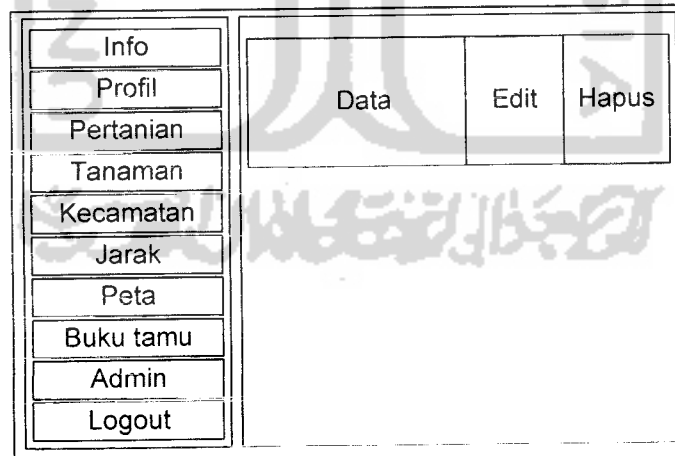 Info
Profil
Pertanian
Tanaman
Kecamatan
Jarak
Peta
Buku tamu
Admin
Logout
Data Edit Hapus